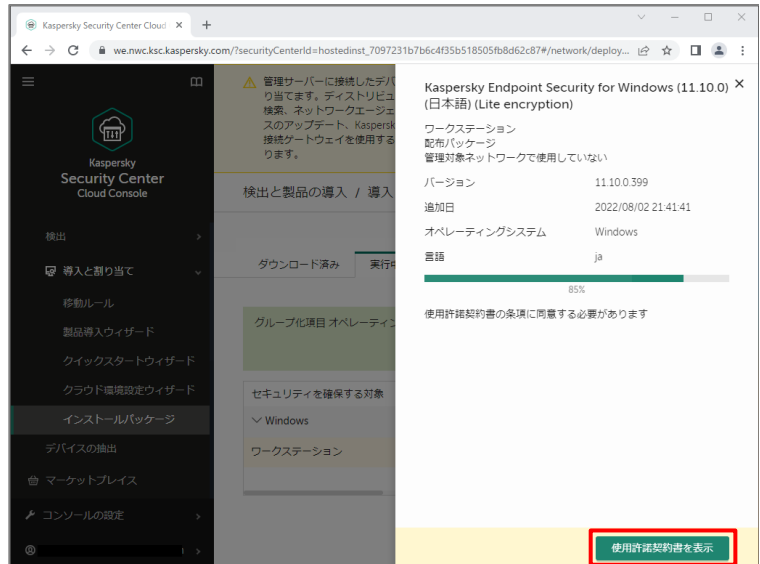 Kaspersky Security Center Cloud
we.nwc.ksc.kaspersky.com/?securityCenterId=hostedinst_7097231b7b6c4f35b518505fb8d62c87#/network/deploy...
Kaspersky
Security Center
Cloud Console
検出
導入と割り当て
移動ルール
製品導入ウィザード
クイックスタートウィザード
クラウド環境設定ウィザード
インストールパッケージ
デバイスの抽出
マーケットプレイス
コンソールの設定
管理サーバーに接続したデバ
り当てます。ディストリビュ
検索、ネットワークエージェ
スのアップデート、Kaspersk
接続ゲートウェイを使用する
ります。
検出と製品の導入 / 導入
ダウンロード済み 実行中
グループ化項目 オペレーティン
セキュリティを確保する対象
Windows
ワークステーション
Kaspersky Endpoint Security for Windows (11.10.0)
(日本語) (Lite encryption)
ワークステーション
配布パッケージ
管理対象ネットワークで使用していない
バージョン 11.10.0.399
追加日 2022/08/02 21:41:41
オペレーティングシステム Windows
言語 ja
85%
使用許諾契約書の条項に同意する必要があります
使用許諾契約書を表示